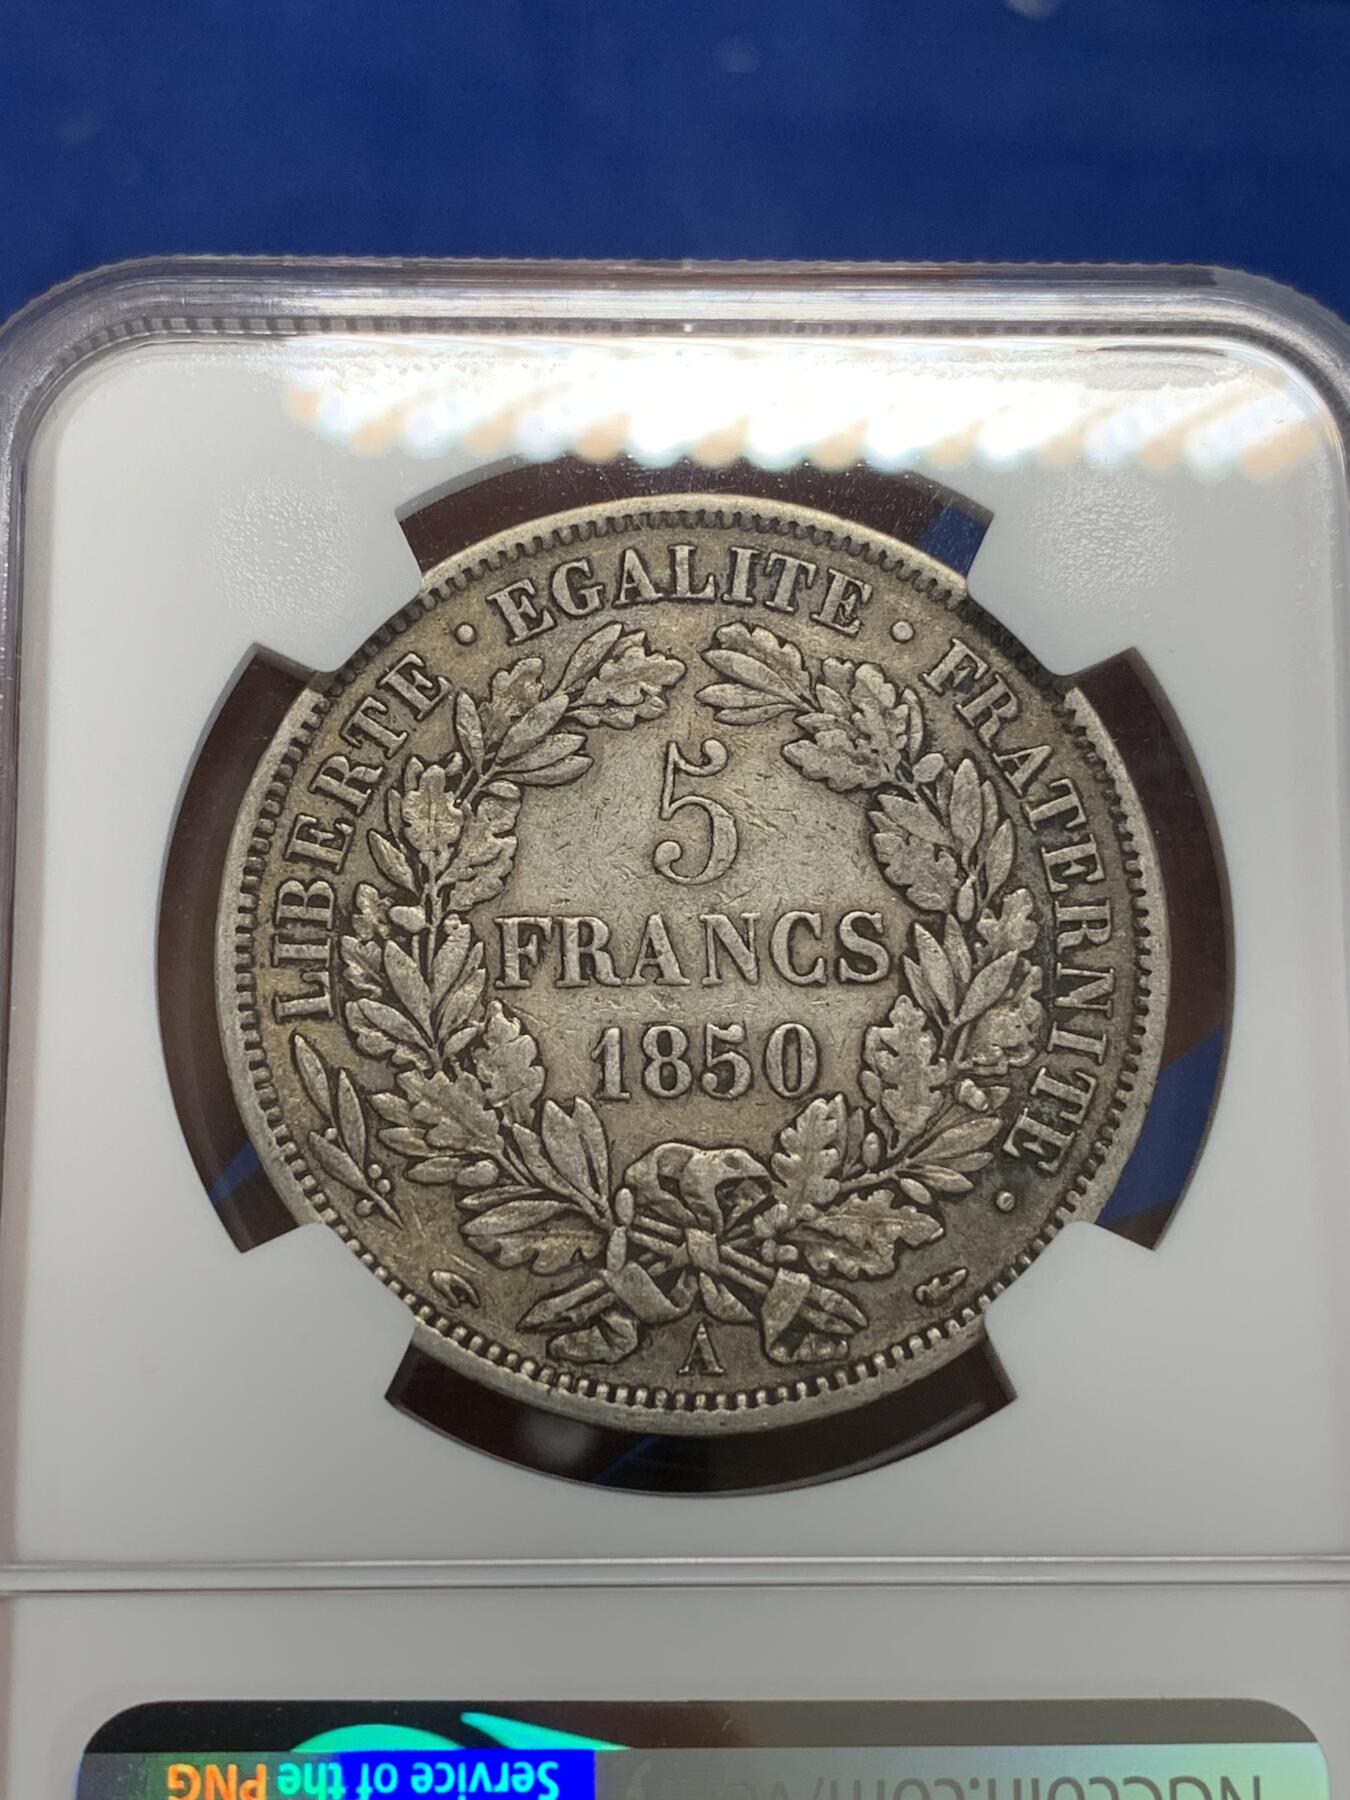 LIBERTE · EGALITE · FRATERNITE ·
5
FRANCS
1850
A
Service of the PNG